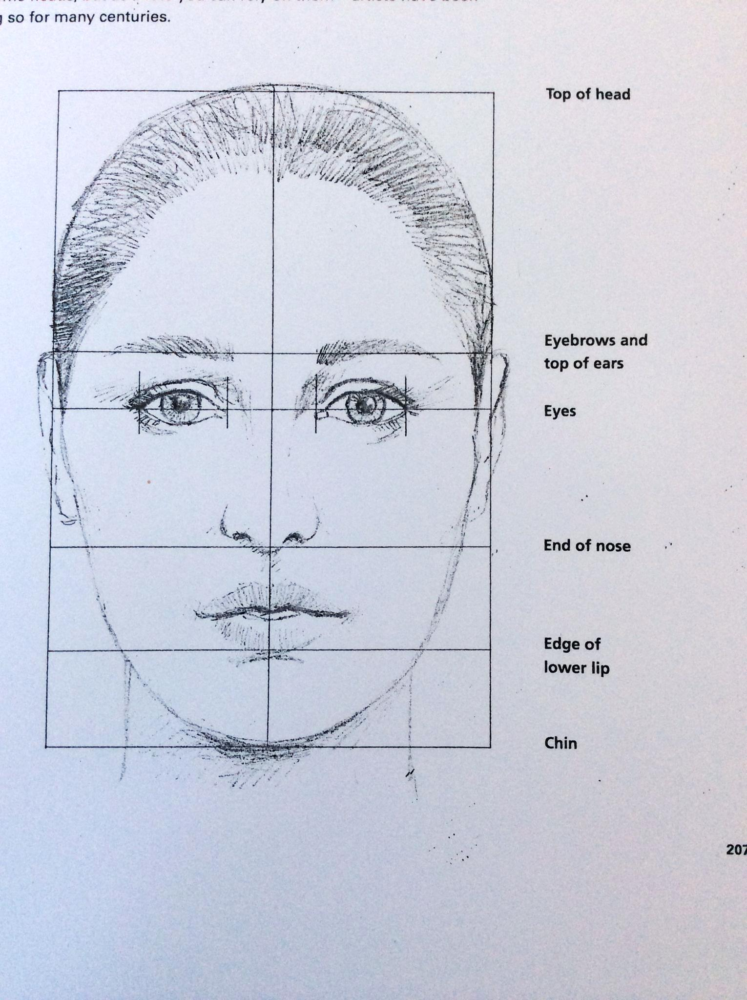 so for many centuries.
Top of head
Eyebrows and
top of ears
Eyes
End of nose
Edge of
lower lip
Chin
207